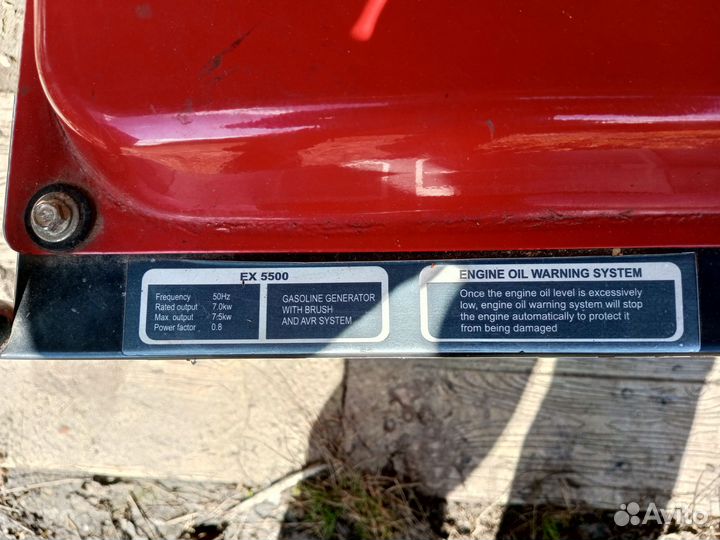 EX 5500
Frequency 50Hz
Rated output 7.0kw
Max. output 7.5kw
Power factor 0.8
GASOLINE GENERATOR
WITH BRUSH
AND AVR SYSTEM
ENGINE OIL WARNING SYSTEM
Once the engine oil level is excessively
low, engine oil warning system will stop
the engine automatically to protect it
from being damaged
Avito